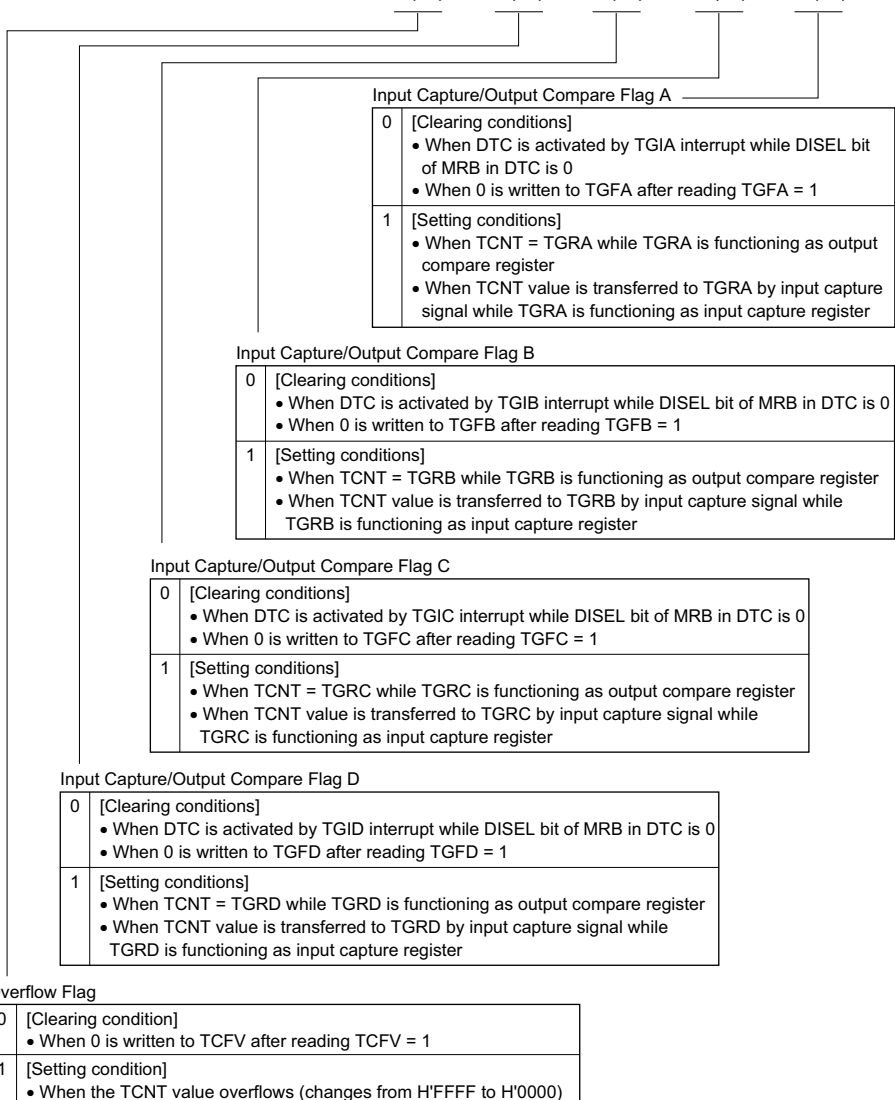 Input Capture/Output Compare Flag A
0 [Clearing conditions]
• When DTC is activated by TGIA interrupt while DISEL bit
of MRB in DTC is 0
• When 0 is written to TGFA after reading TGFA = 1
1 [Setting conditions]
• When TCNT = TGRA while TGRA is functioning as output
compare register
• When TCNT value is transferred to TGRA by input capture
signal while TGRA is functioning as input capture register
Input Capture/Output Compare Flag B
0 [Clearing conditions]
• When DTC is activated by TGIB interrupt while DISEL bit of MRB in DTC is 0
• When 0 is written to TGFB after reading TGFB = 1
1 [Setting conditions]
• When TCNT = TGRB while TGRB is functioning as output compare register
• When TCNT value is transferred to TGRB by input capture signal while
TGRB is functioning as input capture register
Input Capture/Output Compare Flag C
0 [Clearing conditions]
• When DTC is activated by TGIC interrupt while DISEL bit of MRB in DTC is 0
• When 0 is written to TGFC after reading TGFC = 1
1 [Setting conditions]
• When TCNT = TGRC while TGRC is functioning as output compare register
• When TCNT value is transferred to TGRC by input capture signal while
TGRC is functioning as input capture register
Input Capture/Output Compare Flag D
0 [Clearing conditions]
• When DTC is activated by TGID interrupt while DISEL bit of MRB in DTC is 0
• When 0 is written to TGFD after reading TGFD = 1
1 [Setting conditions]
• When TCNT = TGRD while TGRD is functioning as output compare register
• When TCNT value is transferred to TGRD by input capture signal while
TGRD is functioning as input capture register
verflow Flag
0 [Clearing condition]
• When 0 is written to TCFV after reading TCFV = 1
1 [Setting condition]
• When the TCNT value overflows (changes from H'FFFF to H'0000)